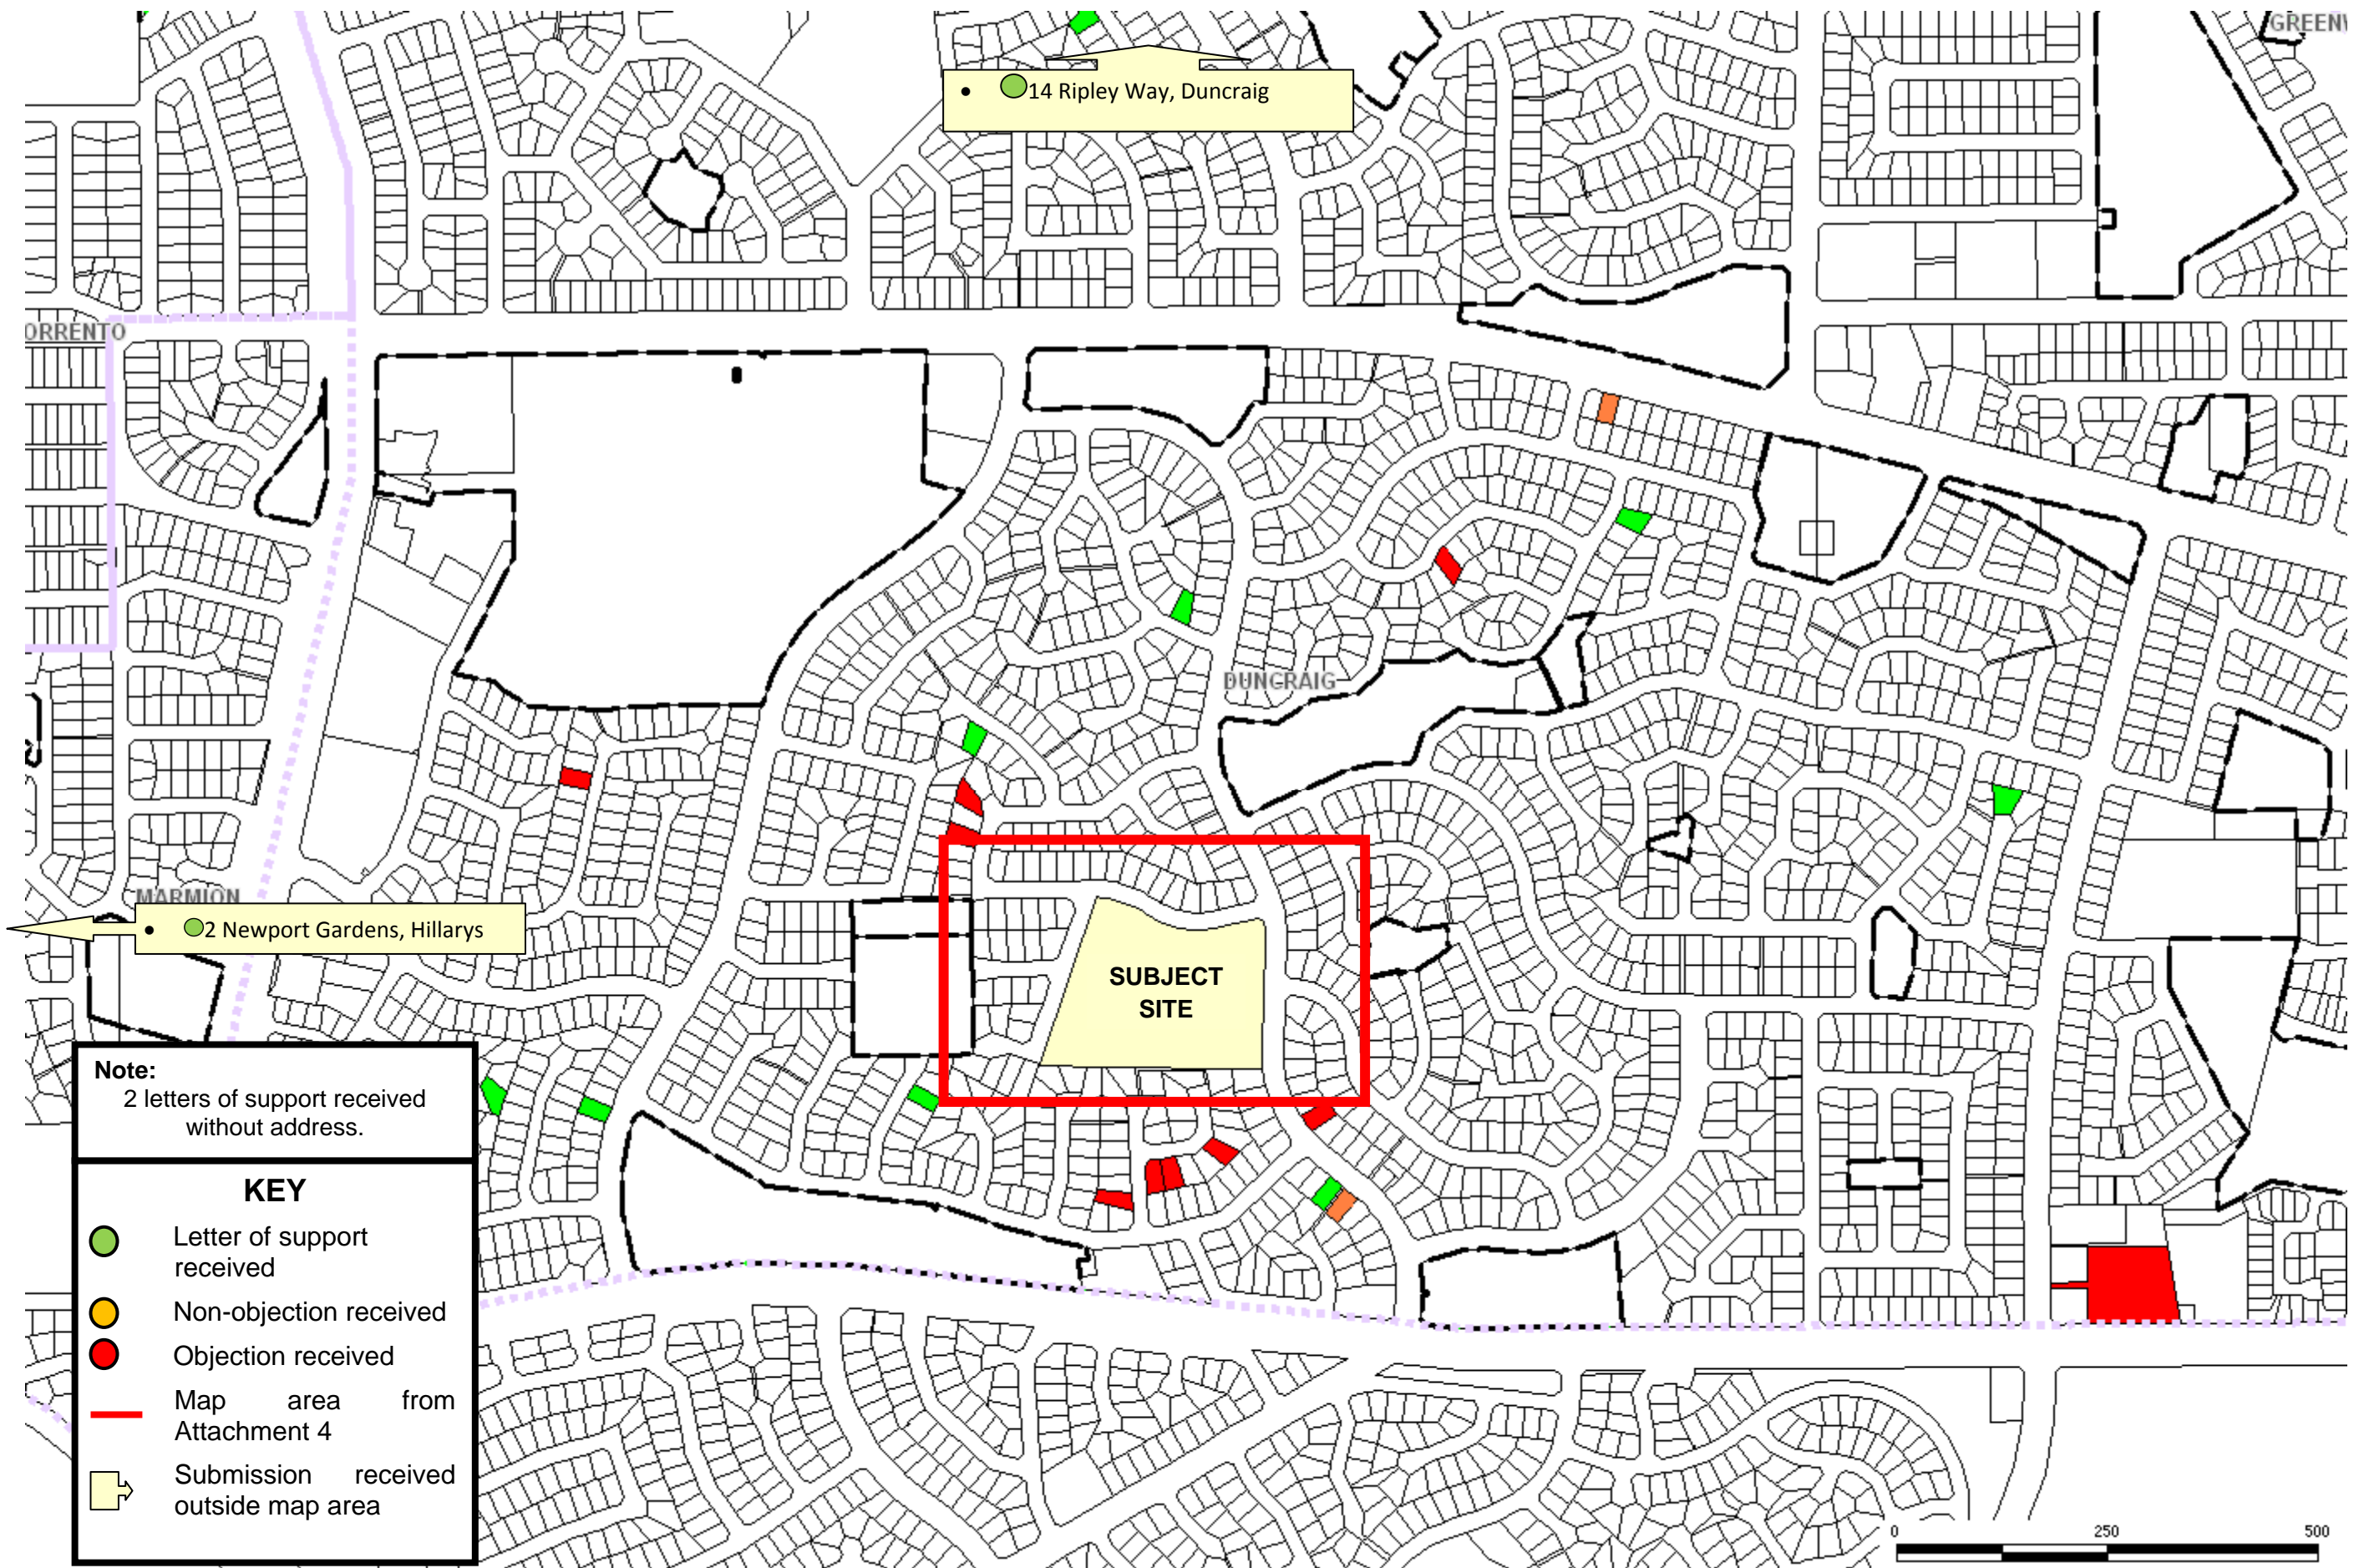 GREENW
• 14 Ripley Way, Duncraig
ORRENTO
DUNCRAIG
MARMION
• 2 Newport Gardens, Hillarys
SUBJECT
SITE
Note:
2 letters of support received
without address.
KEY
Letter of support
received
Non-objection received
Objection received
Map area from
Attachment 4
Submission received
outside map area
0 250 500